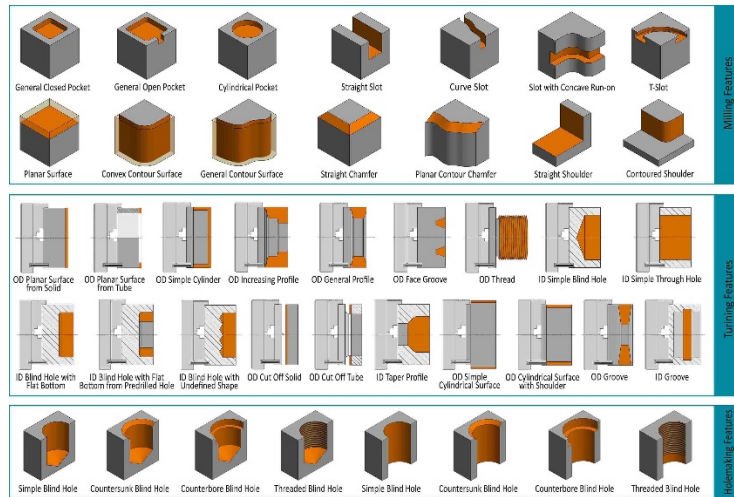 General Closed Pocket
General Open Pocket
Cylindrical Pocket
Straight Slot
Curve Slot
Slot with Concave Run-on
T-Slot
Planar Surface
Convex Contour Surface
General Contour Surface
Straight Chamfer
Planar Contour Chamfer
Straight Shoulder
Contoured Shoulder
Milling Features
OD Planar Surface
from Solid
OD Planar Surface
from Tube
OD Simple Cylinder
OD Increasing Profile
OD General Profile
OD Face Groove
OD Thread
ID Simple Blind Hole
ID Simple Through Hole
ID Blind Hole with
Flat Bottom
ID Blind Hole with Flat
Bottom from Predrilled Hole
ID Blind Hole with
Undefined Shape
OD Cut Off Solid
OD Cut Off Tube
ID Taper Profile
OD Simple
Cylindrical Surface
OD Cylindrical Surface
with Shoulder
OD Groove
ID Groove
Turining Features
Simple Blind Hole
Countersunk Blind Hole
Counterbore Blind Hole
Threaded Blind Hole
Simple Blind Hole
Countersunk Blind Hole
Counterbore Blind Hole
Threaded Blind Hole
Holemaking Features